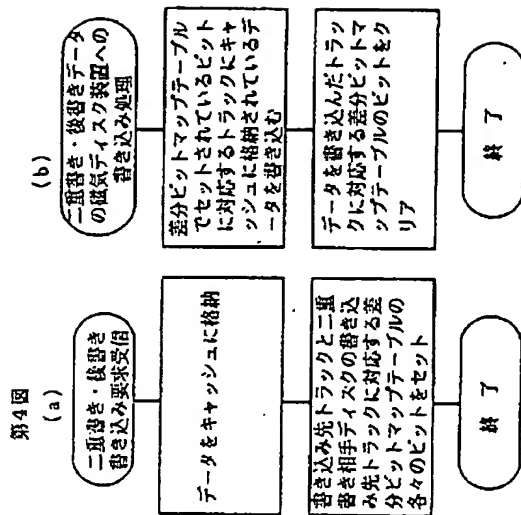 第4図
(a)
二重書き・後書き
書き込み要求受信
データをキャッシュに格納
書き込み先トラックと二重
書き相手ディスクの書き込
み先トラックに対応する差
分ビットマップテーブルの
各々のビットをセット
終了
(b)
二重書き・後書きデータ
の磁気ディスク装置への
書き込み処理
差分ビットマップテーブル
でセットされているビット
に対応するトラックにキャ
ッシュに格納されているデ
ータを書き込む
データを書き込んだトラッ
クに対応する差分ビットマ
ップテーブルのビットをク
リア
終了